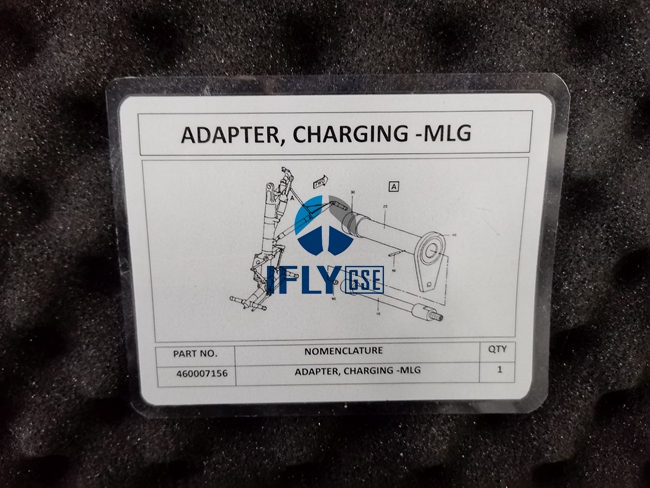 ADAPTER, CHARGING -MLG
A
A
IFLY GSE
PART NO. NOMENCLATURE QTY
460007156 ADAPTER, CHARGING -MLG 1